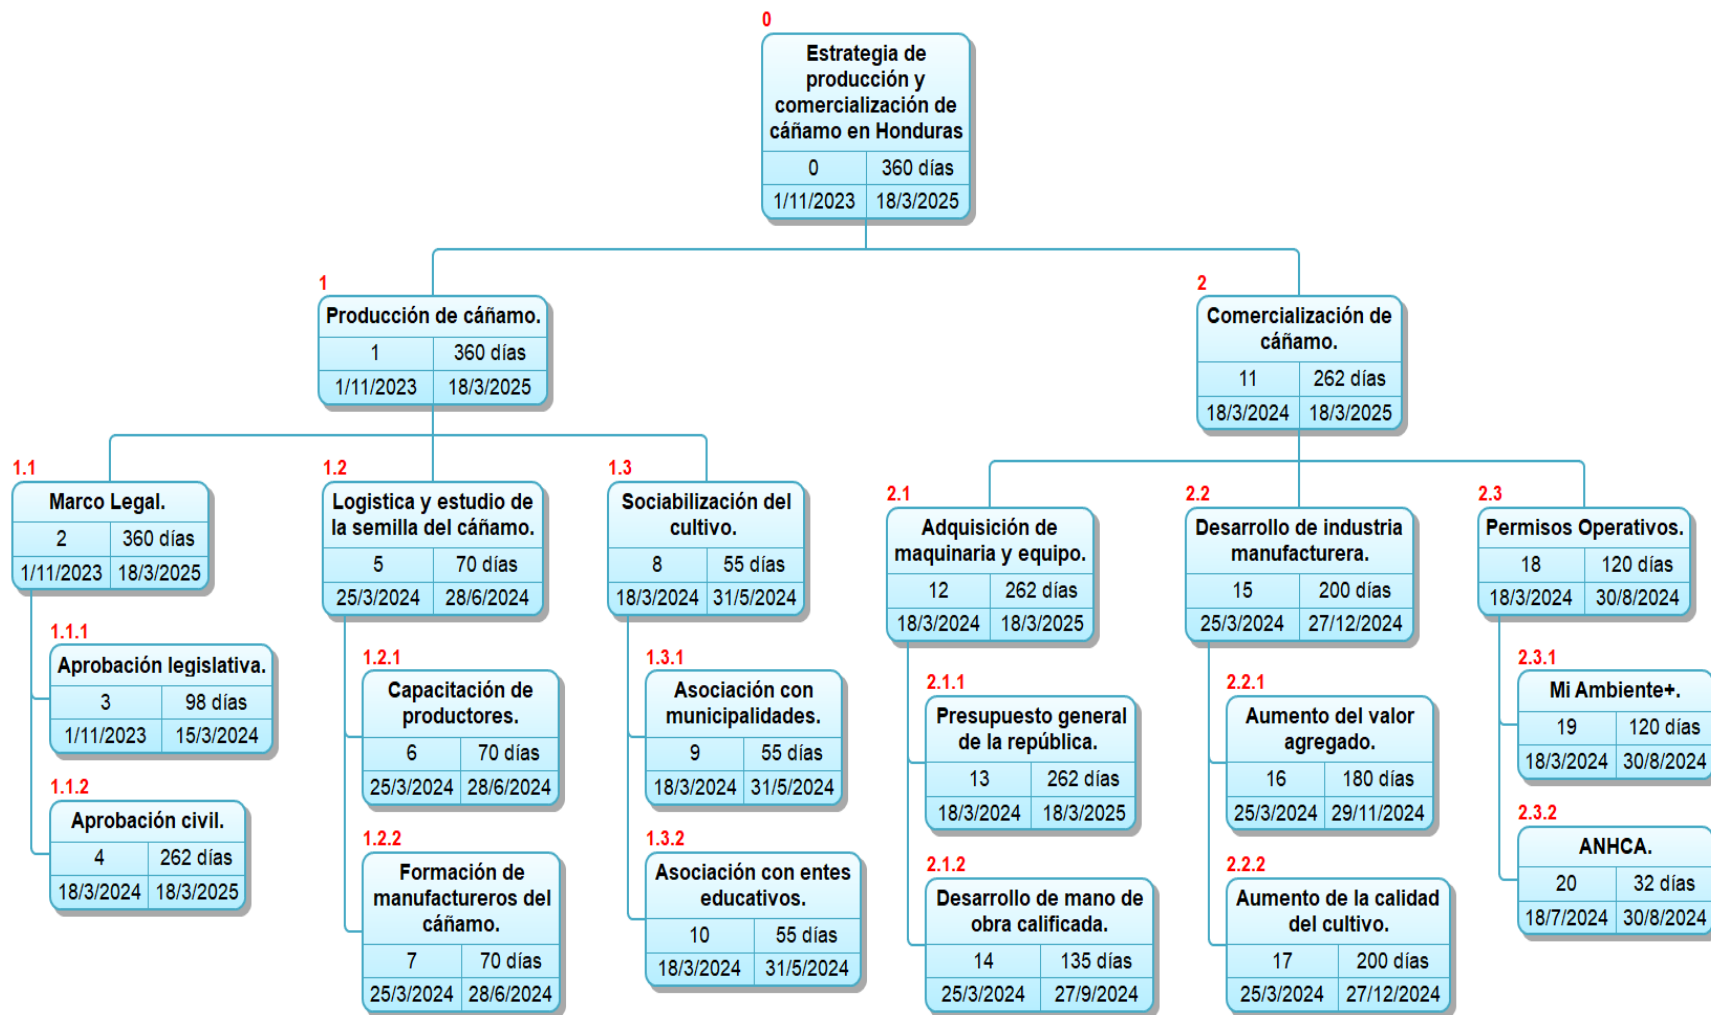 0
Estrategia de
producción y
comercialización de
cáñamo en Honduras
0 360 días
1/11/2023 18/3/2025
1
Producción de cáñamo.
1 360 días
1/11/2023 18/3/2025
2
Comercialización de
cáñamo.
11 262 días
18/3/2024 18/3/2025
1.1
Marco Legal.
2 360 días
1/11/2023 18/3/2025
1.1.1
Aprobación legislativa.
3 98 días
1/11/2023 15/3/2024
1.1.2
Aprobación civil.
4 262 días
18/3/2024 18/3/2025
1.2
Logistica y estudio de
la semilla del cáñamo.
5 70 días
25/3/2024 28/6/2024
1.2.1
Capacitación de
productores.
6 70 días
25/3/2024 28/6/2024
1.2.2
Formación de
manufactureros del
cáñamo.
7 70 días
25/3/2024 28/6/2024
1.3
Sociabilización del
cultivo.
8 55 días
18/3/2024 31/5/2024
1.3.1
Asociación con
municipalidades.
9 55 días
18/3/2024 31/5/2024
1.3.2
Asociación con entes
educativos.
10 55 días
18/3/2024 31/5/2024
2.1
Adquisición de
maquinaria y equipo.
12 262 días
18/3/2024 18/3/2025
2.1.1
Presupuesto general
de la república.
13 262 días
18/3/2024 18/3/2025
2.1.2
Desarrollo de mano de
obra calificada.
14 135 días
25/3/2024 27/9/2024
2.2
Desarrollo de industria
manufacturera.
15 200 días
25/3/2024 27/12/2024
2.2.1
Aumento del valor
agregado.
16 180 días
25/3/2024 29/11/2024
2.2.2
Aumento de la calidad
del cultivo.
17 200 días
25/3/2024 27/12/2024
2.3
Permisos Operativos.
18 120 días
18/3/2024 30/8/2024
2.3.1
Mi Ambiente+.
19 120 días
18/3/2024 30/8/2024
2.3.2
ANHCA.
20 32 días
18/7/2024 30/8/2024